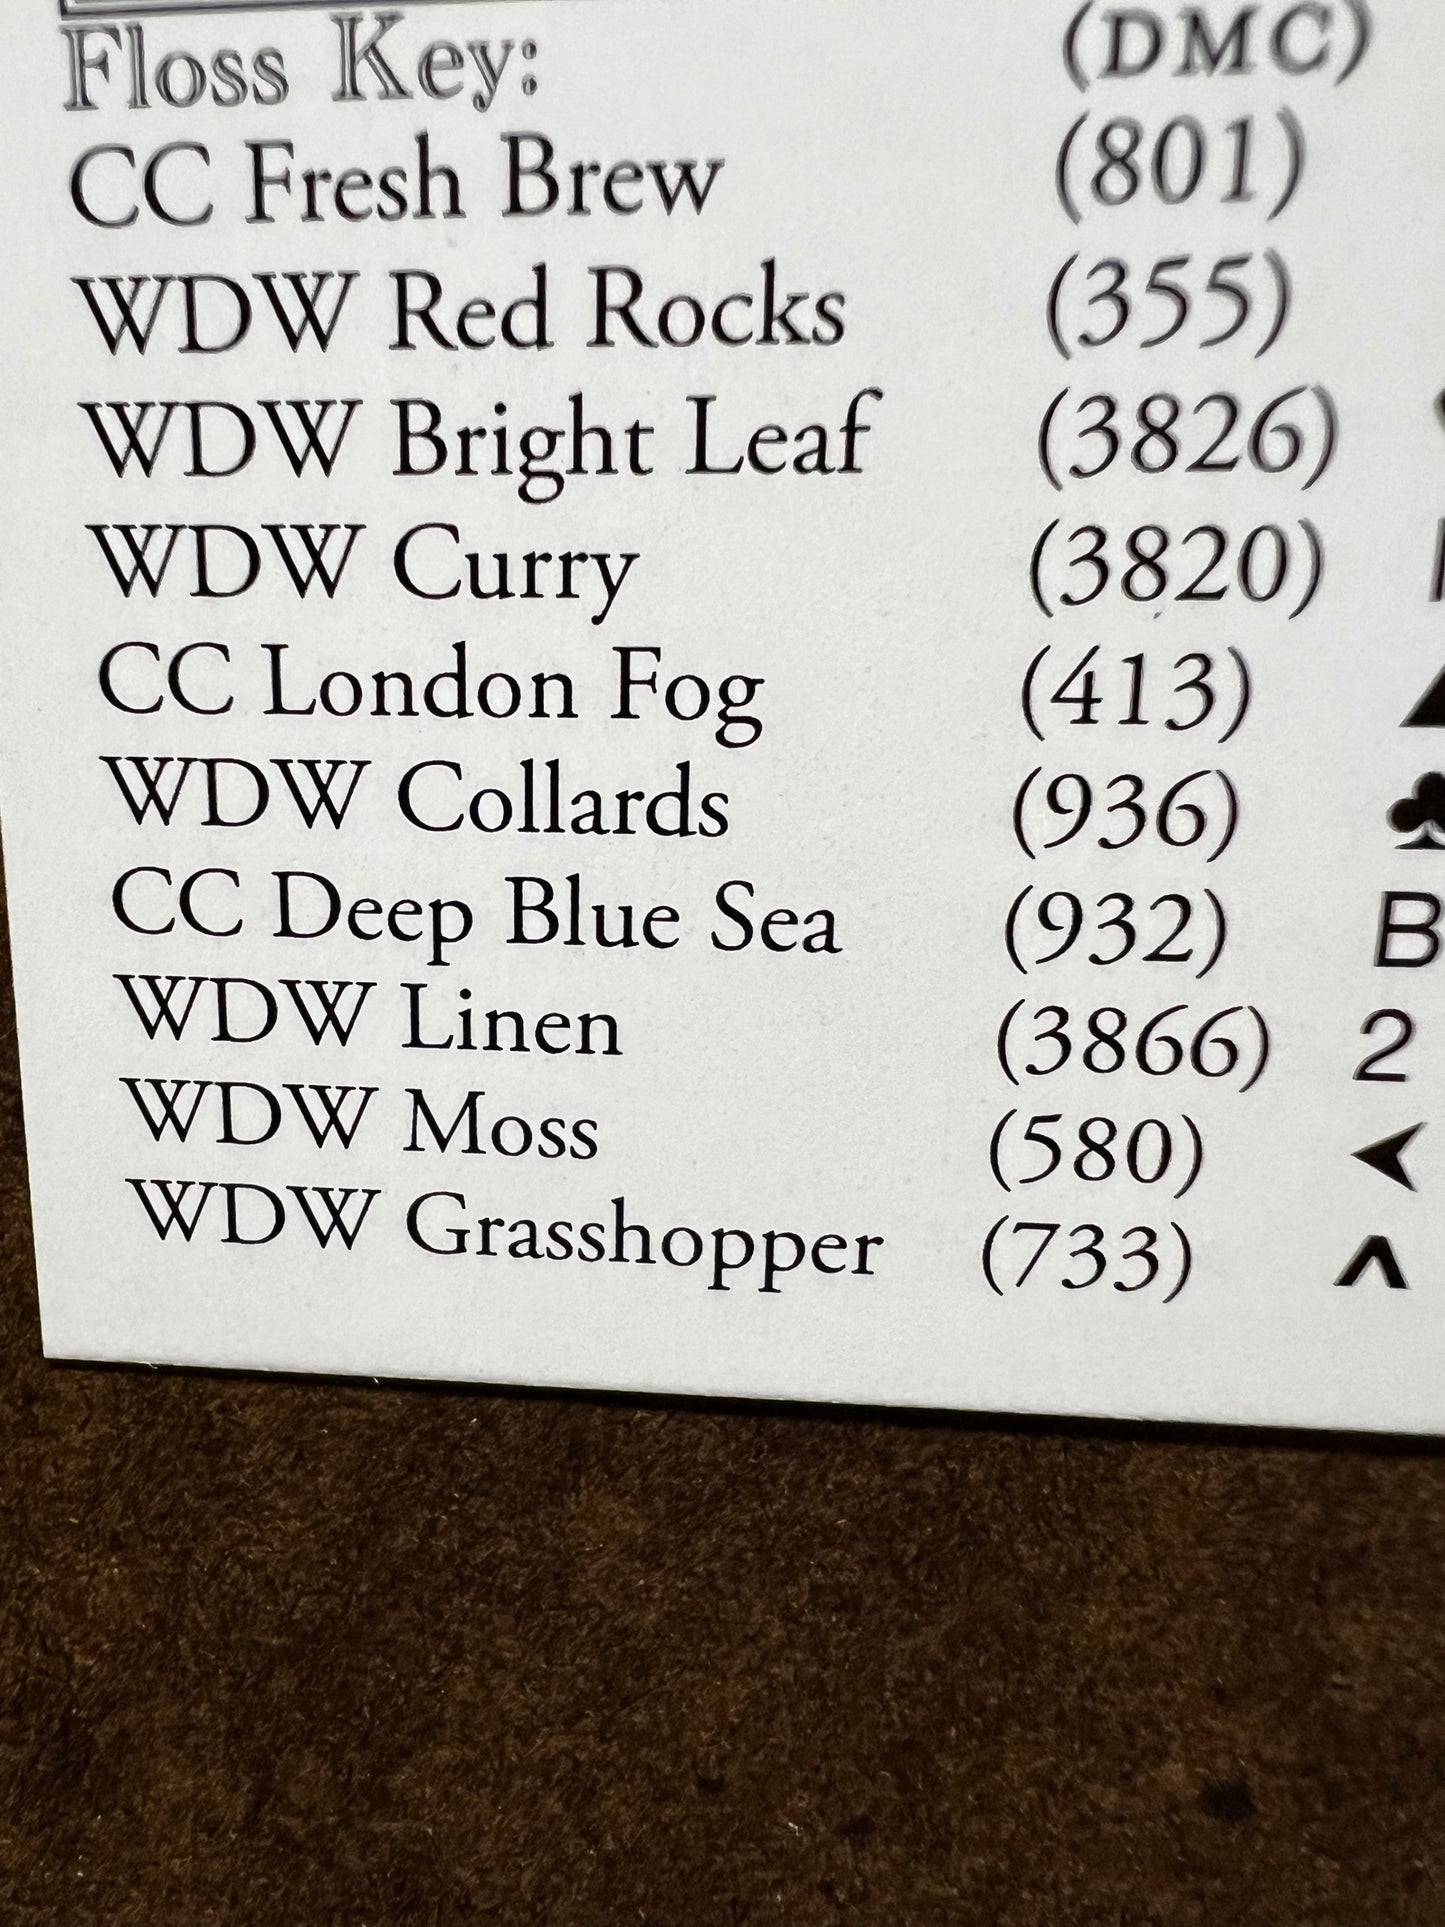 Floss Key: (DMC)
CC Fresh Brew (801)
WDW Red Rocks (355)
WDW Bright Leaf (3826)
WDW Curry (3820)
CC London Fog (413)
WDW Collards (936) ♣
CC Deep Blue Sea (932) B
WDW Linen (3866) 2
WDW Moss (580) ➤
WDW Grasshopper (733) ʌ